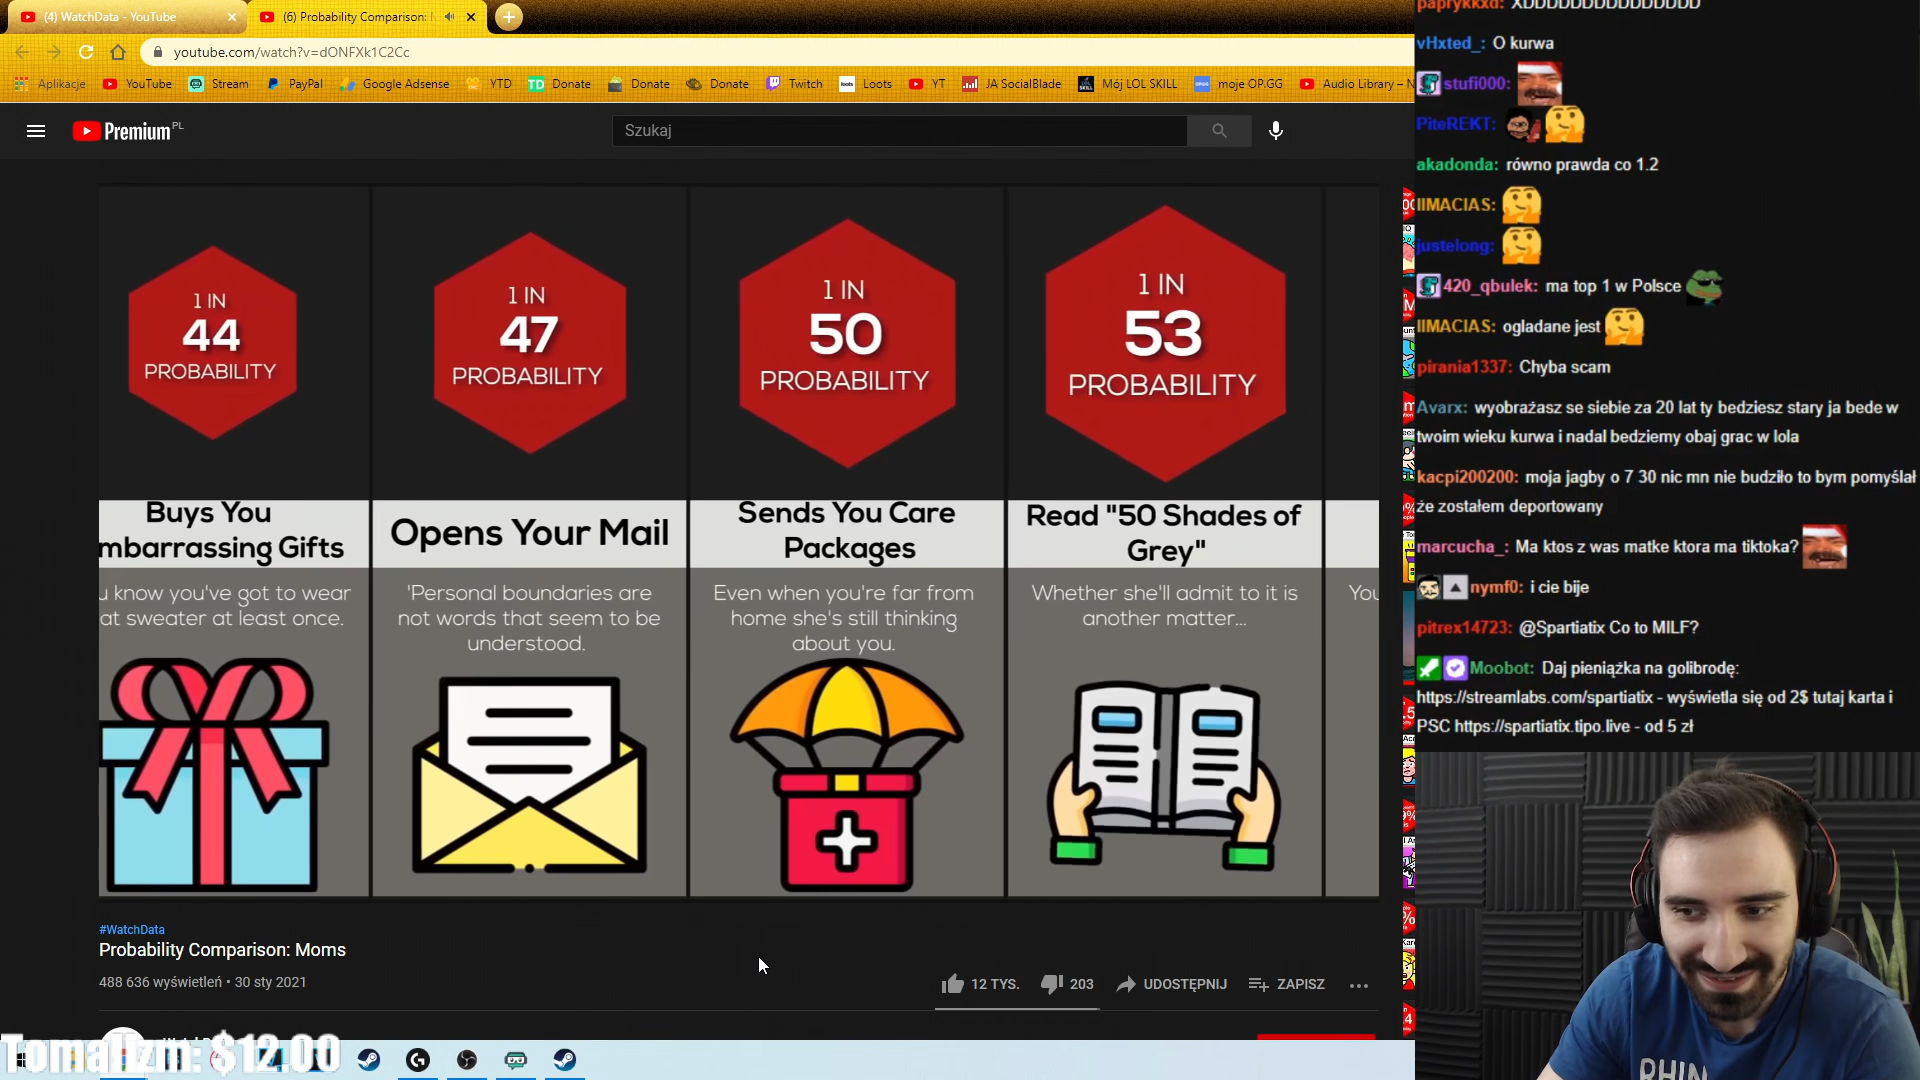 (4) WatchData - YouTube
(6) Probability Comparison:
youtube.com/watch?v=dONFXk1C2Cc
Aplikacje YouTube Stream PayPal Google Adsense YTD Donate Donate Donate Twitch Loots YT JA SocialBlade Mój LOL SKILL moje OP.GG Audio Library – N
Premium PL
Szukaj
1 IN
44
PROBABILITY
1 IN
47
PROBABILITY
1 IN
50
PROBABILITY
1 IN
53
PROBABILITY
Buys You
mbarrassing Gifts
u know you've got to wear
at sweater at least once.
Opens Your Mail
'Personal boundaries are
not words that seem to be
understood.
Sends You Care
Packages
Even when you're far from
home she's still thinking
about you.
Read "50 Shades of
Grey"
Whether she'll admit to it is
another matter...
You
#WatchData
Probability Comparison: Moms
488 636 wyświetleń • 30 sty 2021
12 TYS. 203 UDOSTĘPNIJ ZAPISZ
Tomalizm: $12.00
paprykkxd: XDDDDDDDDDDDDDDD
vHxted_: O kurwa
stufi000:
PiteREKT:
akadonda: równo prawda co 1.2
IIMACIAS:
justelong:
420_qbulek: ma top 1 w Polsce
IIMACIAS: ogladane jest
pirania1337: Chyba scam
Avarx: wyobrażasz se siebie za 20 lat ty bedziesz stary ja bede w
twoim wieku kurwa i nadal bedziemy obaj grac w lola
kacpi200200: moja jagby o 7 30 nic mn nie budziło to bym pomyślał
że zostałem deportowany
marcucha_: Ma ktos z was matke ktora ma tiktoka?
nymf0: i cie bije
pitrex14723: @Spartiatix Co to MILF?
Moobot: Daj pieniążka na golibrodę:
https://streamlabs.com/spartiatix - wyświetla się od 2$ tutaj karta i
PSC https://spartiatix.tipo.live - od 5 zł
RHIN